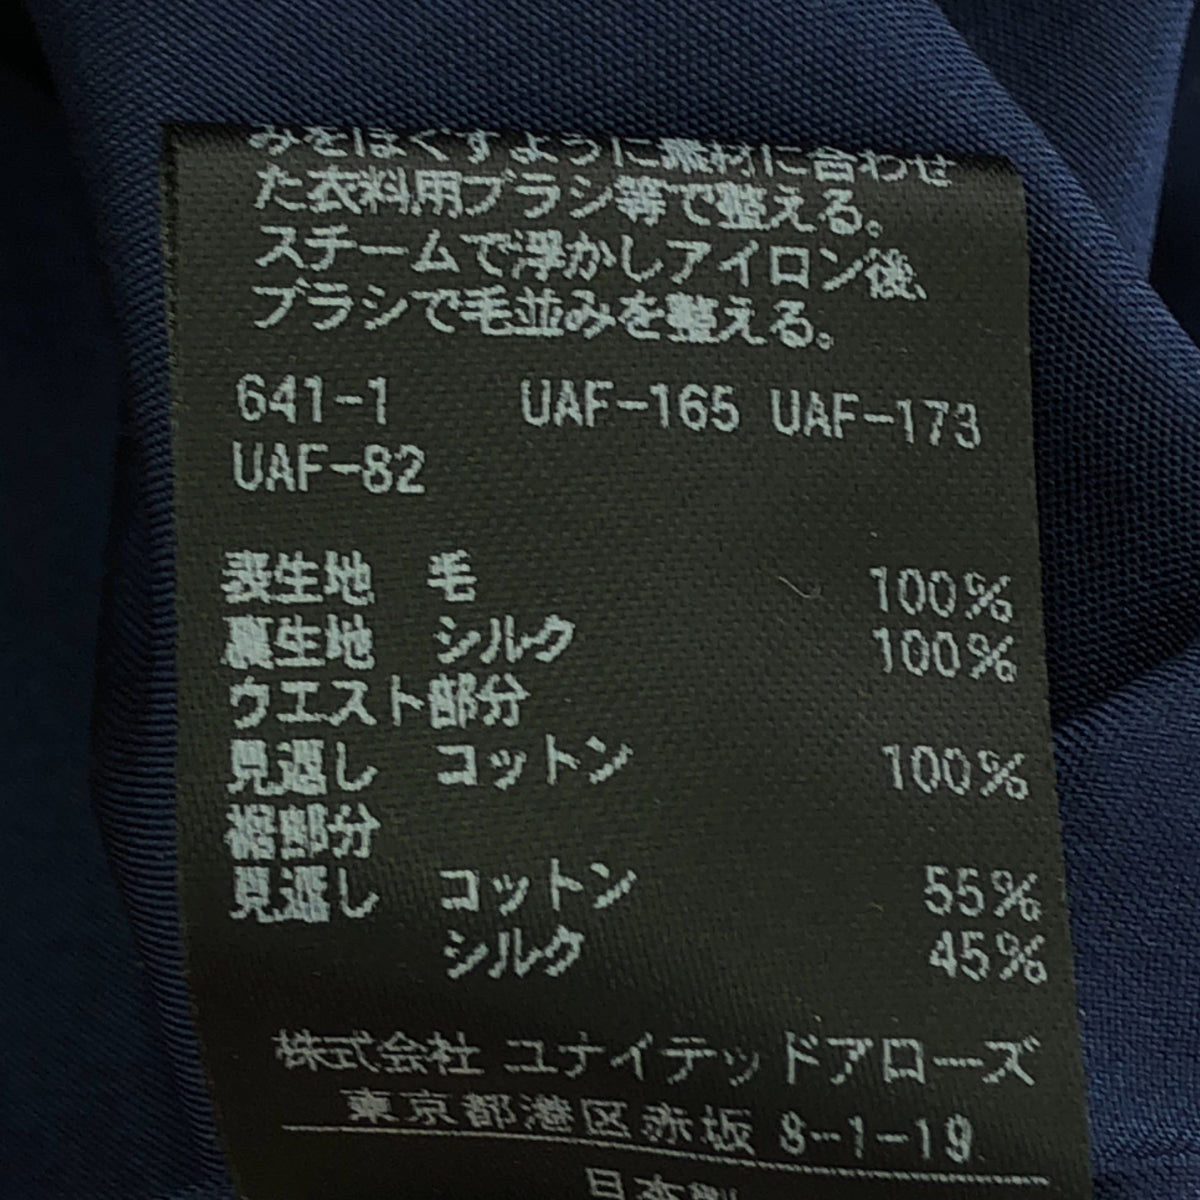 みをほぐすように素材に合わせ
た衣料用ブラシ等で整える。
スチームで浮かしアイロン後、
ブラシで毛並みを整える。
641-1 UAF-165 UAF-173
UAF-82
表生地 毛 100%
裏生地 シルク 100%
ウエスト部分
見返し コットン 100%
裾部分
見返し コットン 55%
シルク 45%
株式会社 ユナイテッドアローズ
東京都港区赤坂 8-1-19
日本製